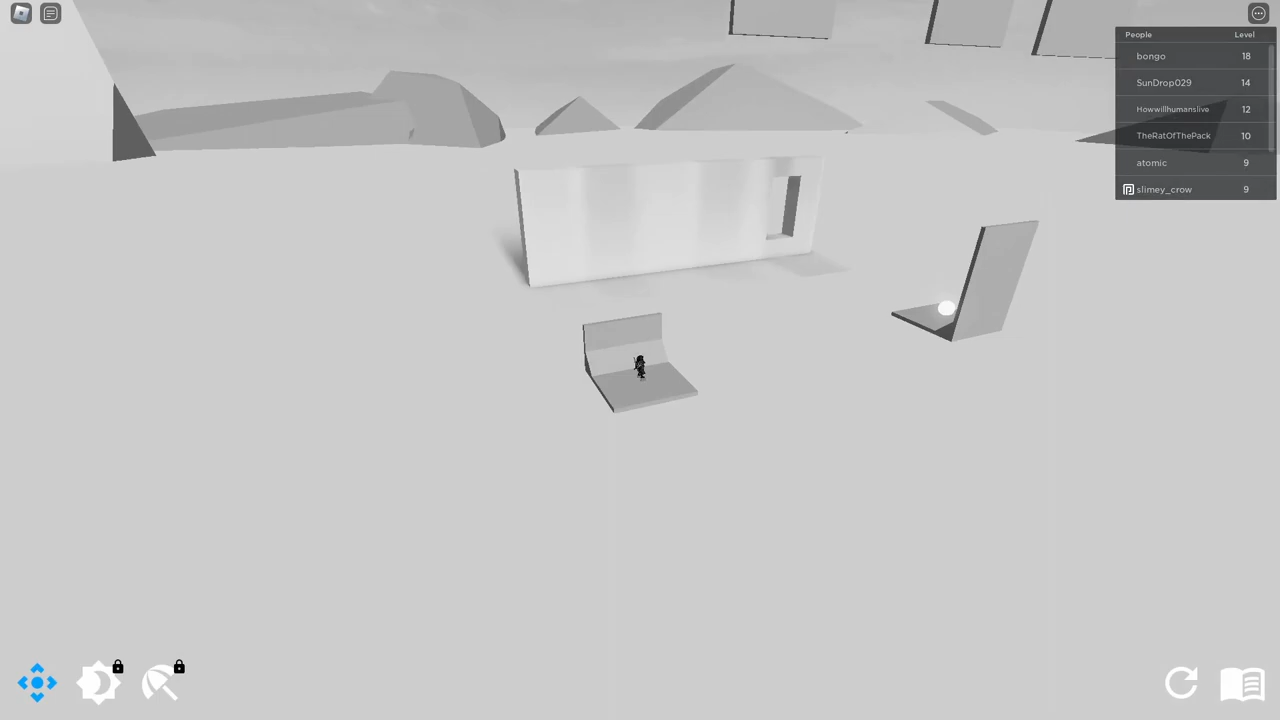 People Level
bongo 18
SunDrop029 14
Howwillhumanslive 12
TheRatOfThePack 10
atomic 9
slimey_crow 9